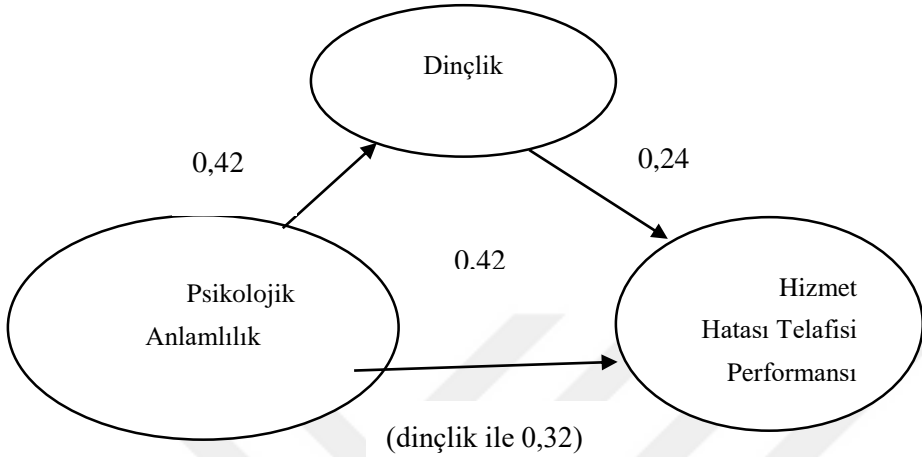 Dinçlik
0,42
0,24
0,42
Psikolojik
Anlamlılık
Hizmet
Hatası Telafisi
Performansı
(dinçlik ile 0,32)